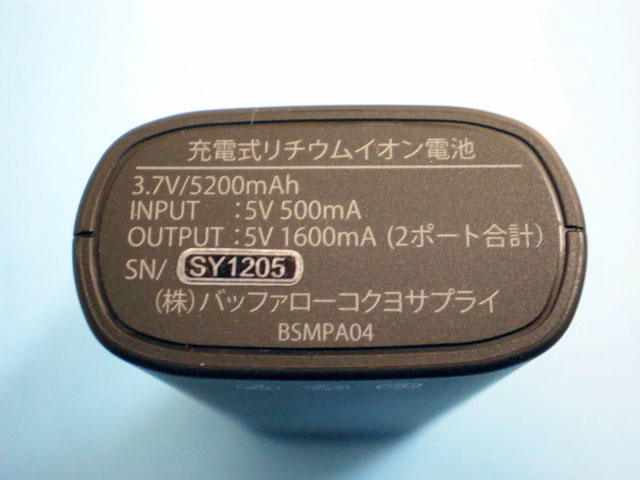 充電式リチウムイオン電池
3.7V/5200mAh
INPUT :5V 500mA
OUTPUT :5V 1600mA (2ポート合計)
SN/ SY1205
(株)バッファローコクヨサプライ
BSMPA04